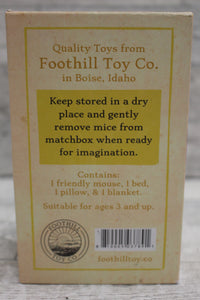 Quality Toys from
Foothill Toy Co.
in Boise, Idaho
Keep stored in a dry
place and gently
remove mice from
matchbox when ready
for imagination.
Contains:
1 friendly mouse, 1 bed,
1 pillow, & 1 blanket.
Suitable for ages 3 and up.
FOOTHILL
TOY CO
foothilltoy.co